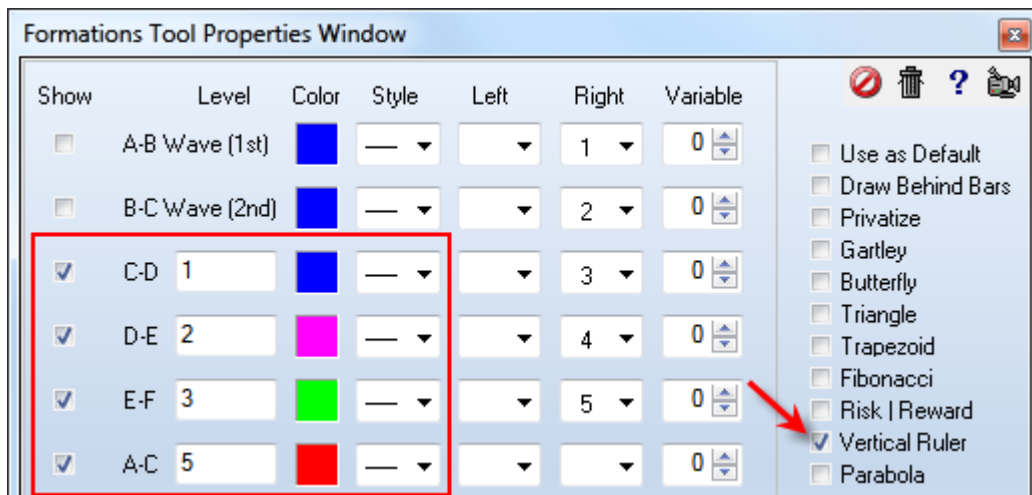 Formations Tool Properties Window
Show Level Color Style Left Right Variable
A-B Wave (1st) 1 0
B-C Wave (2nd) 2 0
C-D 1 3 0
D-E 2 4 0
E-F 3 5 0
A-C 5 0
?
Use as Default
Draw Behind Bars
Privatize
Gartley
Butterfly
Triangle
Trapezoid
Fibonacci
Risk | Reward
Vertical Ruler
Parabola